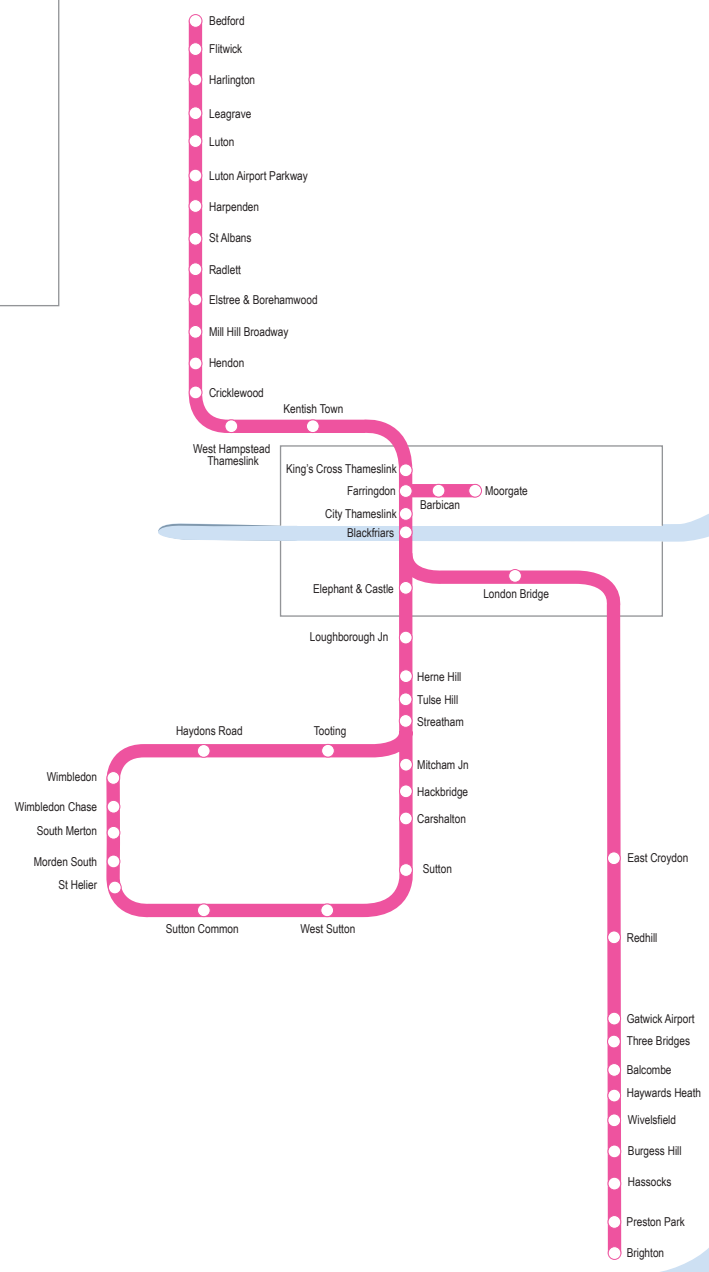 Bedford
Flitwick
Harlington
Leagrave
Luton
Luton Airport Parkway
Harpenden
St Albans
Radlett
Elstree & Borehamwood
Mill Hill Broadway
Hendon
Cricklewood
Kentish Town
West Hampstead
Thameslink
King's Cross Thameslink
Farringdon
Moorgate
Barbican
City Thameslink
Blackfriars
Elephant & Castle
London Bridge
Loughborough Jn
Herne Hill
Tulse Hill
Streatham
Haydons Road
Tooting
Mitcham Jn
Wimbledon
Hackbridge
Wimbledon Chase
Carshalton
South Merton
Morden South
Sutton
St Helier
Sutton Common
West Sutton
East Croydon
Redhill
Gatwick Airport
Three Bridges
Balcombe
Haywards Heath
Wivelsfield
Burgess Hill
Hassocks
Preston Park
Brighton